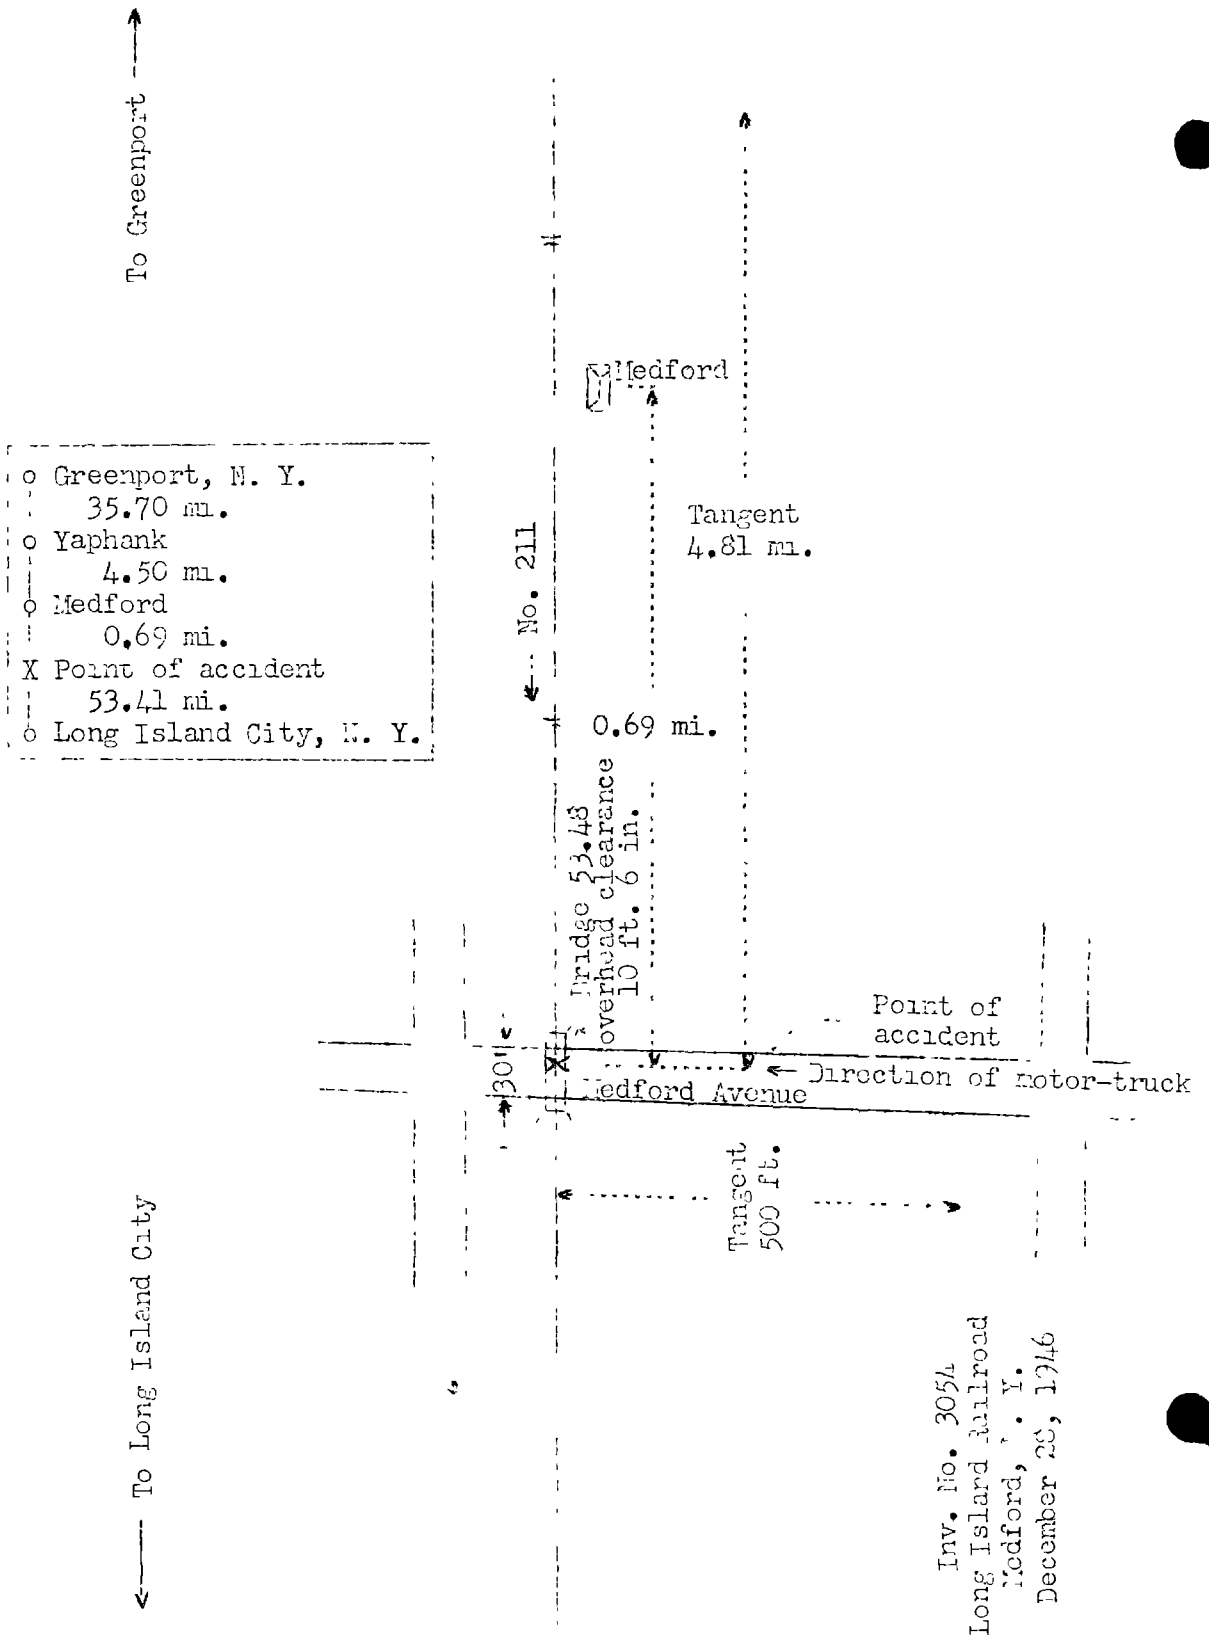 To Greenport
Medford
Greenport, N. Y.
35.70 mi.
Yaphank
4.50 mi.
Medford
0.69 mi.
X Point of accident
53.41 mi.
Long Island City, N. Y.
Tangent
4.81 mi.
No. 211
0.69 mi.
Bridge 53.48
overhead clearance
10 ft. 6 in.
Point of
accident
30'
Direction of motor-truck
Medford Avenue
Tangent
500 ft.
To Long Island City
Inv. No. 3054
Long Island Railroad
Medford, . Y.
December, 1946